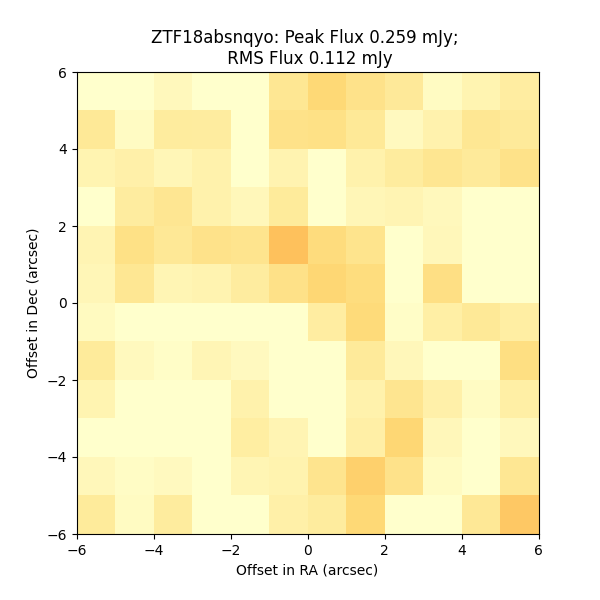 ZTF18absnqyo: Peak Flux 0.259 mJy;
RMS Flux 0.112 mJy
6
4
2
0
−2
−4
−6
Offset in Dec (arcsec)
−6 −4 −2 0 2 4 6
Offset in RA (arcsec)